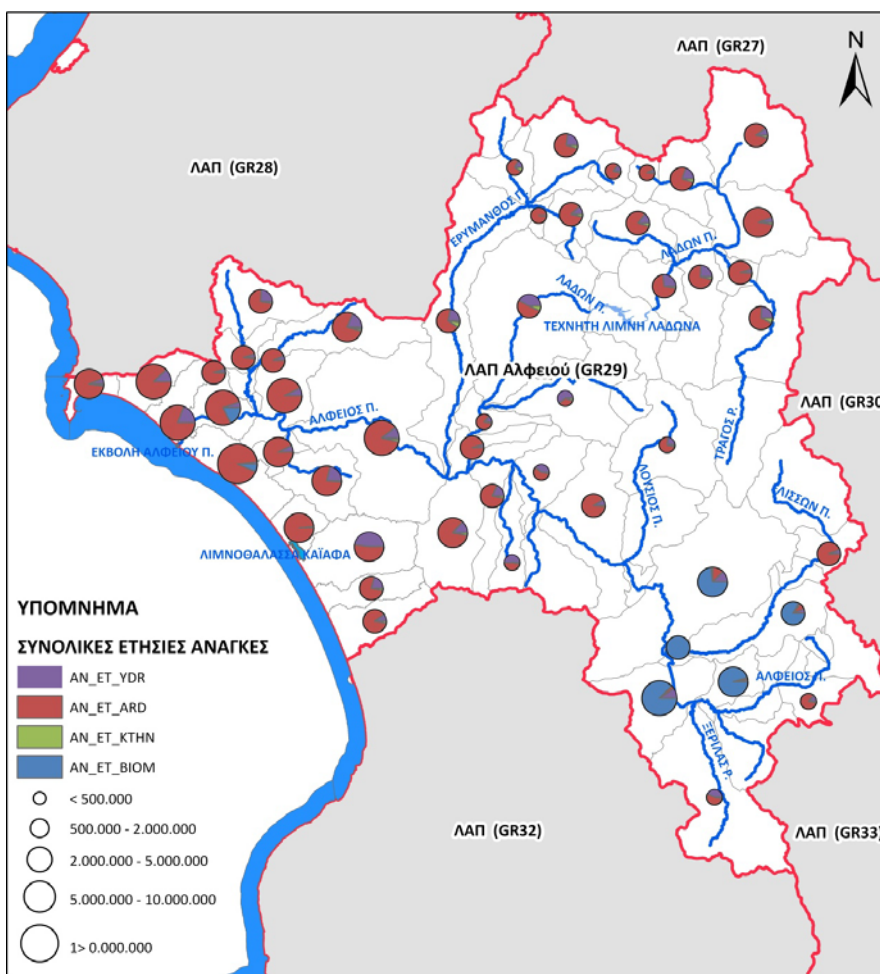 ΛΑΠ (GR27)
N
ΛΑΠ (GR28)
ΕΡΥΜΑΝΘΟΣ Π.
ΛΑΔΩΝ Π.
ΛΑΔΩΝ Π.
ΤΕΧΝΗΤΗ ΛΙΜΝΗ ΛΑΔΩΝΑ
ΛΑΠ Αλφειού (GR29)
ΛΑΠ (GR30
ΑΛΦΕΙΟΣ Π.
ΤΡΑΓΟΣ Ρ.
ΕΚΒΟΛΗ ΑΛΦΕΙΟΥ Π.
ΛΟΥΣΙΟΣ Π.
ΕΛΙΣΣΩΝ Π.
ΛΙΜΝΟΘΑΛΑΣΣΑ ΚΑΪΑΦΑ
ΑΛΦΕΙΟΣ Π.
ΞΕΡΙΛΑΣ Ρ.
ΛΑΠ (GR32)
ΛΑΠ (GR33)
ΥΠΟΜΝΗΜΑ
ΣΥΝΟΛΙΚΕΣ ΕΤΗΣΙΕΣ ΑΝΑΓΚΕΣ
AN_ET_YDR
AN_ET_ARD
AN_ET_KTHN
AN_ET_BIOM
< 500.000
500.000 - 2.000.000
2.000.000 - 5.000.000
5.000.000 - 10.000.000
1> 0.000.000